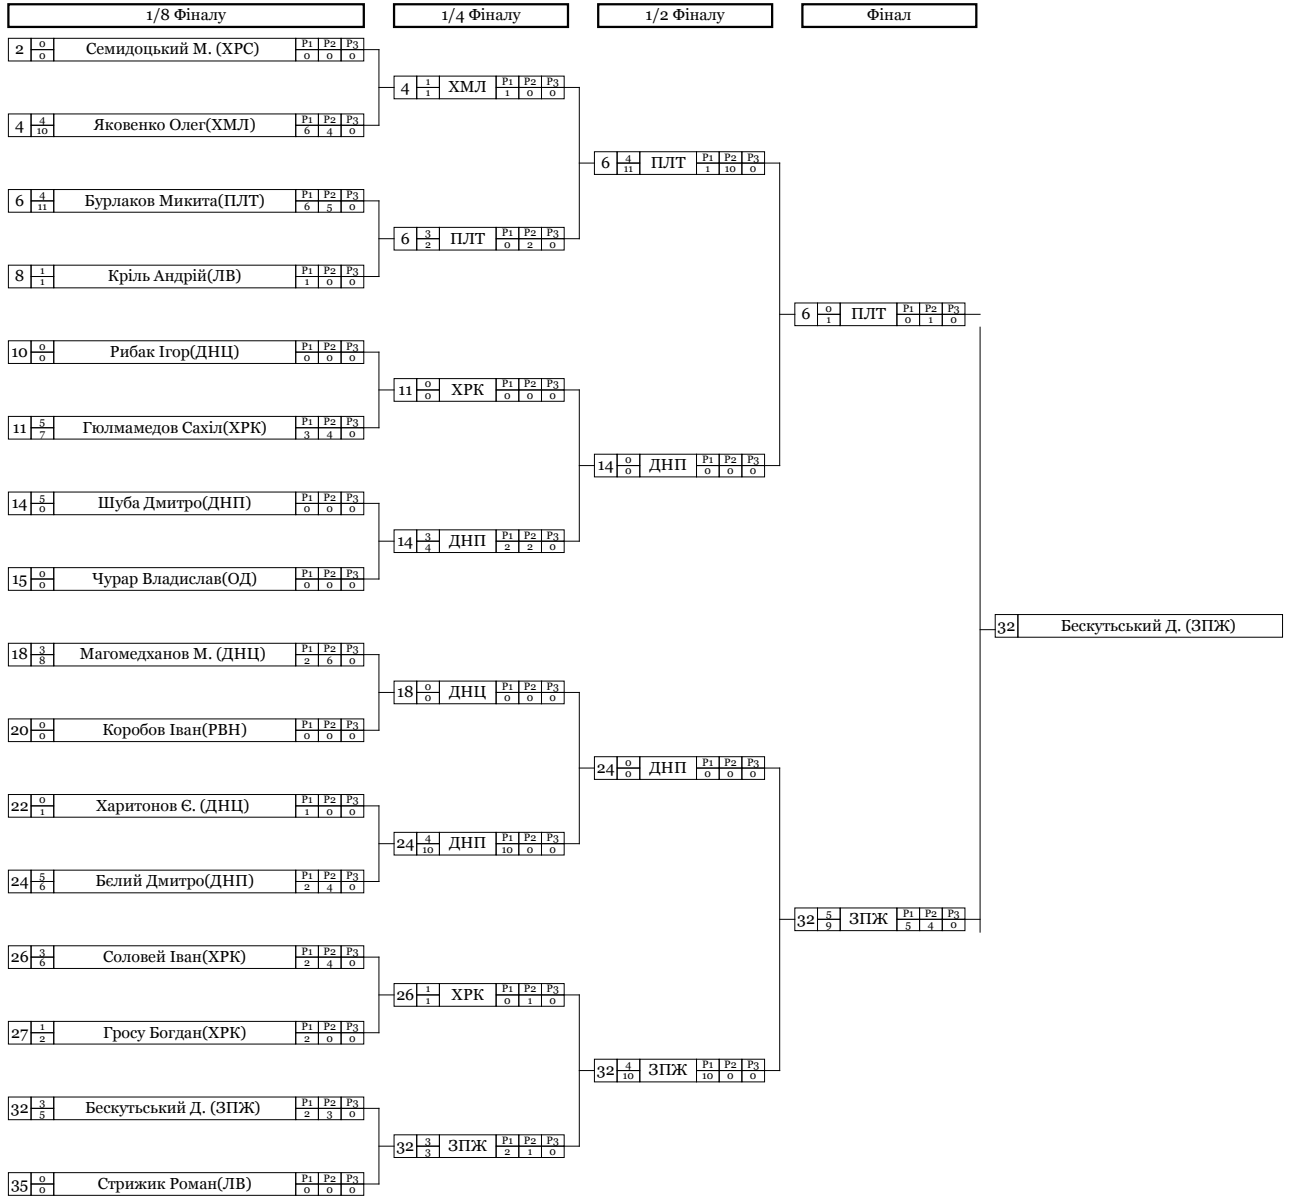 1/8 Фіналу 1/4 Фіналу 1/2 Фіналу Фінал
2 0 0 Семидоцький М. (ХРС) P1 P2 P3 0 0 0
4 1 1 ХМЛ P1 P2 P3 1 0 0
4 4 10 Яковенко Олег(ХМЛ) P1 P2 P3 6 4 0
6 4 11 ПЛТ P1 P2 P3 1 10 0
6 4 11 Бурлаков Микита(ПЛТ) P1 P2 P3 6 5 0
6 3 2 ПЛТ P1 P2 P3 0 2 0
8 1 1 Кріль Андрій(ЛВ) P1 P2 P3 1 0 0
6 0 1 ПЛТ P1 P2 P3 0 1 0
10 0 0 Рибак Ігор(ДНЦ) P1 P2 P3 0 0 0
11 0 0 ХРК P1 P2 P3 0 0 0
11 5 7 Гюлмамедов Сахіл(ХРК) P1 P2 P3 3 4 0
14 0 0 ДНП P1 P2 P3 0 0 0
14 5 0 Шуба Дмитро(ДНП) P1 P2 P3 0 0 0
14 3 4 ДНП P1 P2 P3 2 2 0
15 0 0 Чурар Владислав(ОД) P1 P2 P3 0 0 0
32 Бескутьський Д. (ЗПЖ)
18 3 8 Магомедханов М. (ДНЦ) P1 P2 P3 2 6 0
18 0 0 ДНЦ P1 P2 P3 0 0 0
20 0 0 Коробов Іван(РВН) P1 P2 P3 0 0 0
24 0 0 ДНП P1 P2 P3 0 0 0
22 0 1 Харитонов Є. (ДНЦ) P1 P2 P3 1 0 0
24 4 10 ДНП P1 P2 P3 10 0 0
24 5 6 Бєлий Дмитро(ДНП) P1 P2 P3 2 4 0
32 5 9 ЗПЖ P1 P2 P3 5 4 0
26 3 6 Соловей Іван(ХРК) P1 P2 P3 2 4 0
26 1 1 ХРК P1 P2 P3 0 1 0
27 1 2 Гросу Богдан(ХРК) P1 P2 P3 2 0 0
32 4 10 ЗПЖ P1 P2 P3 10 0 0
32 3 5 Бескутьський Д. (ЗПЖ) P1 P2 P3 2 3 0
32 3 3 ЗПЖ P1 P2 P3 2 1 0
35 0 0 Стрижик Роман(ЛВ) P1 P2 P3 0 0 0